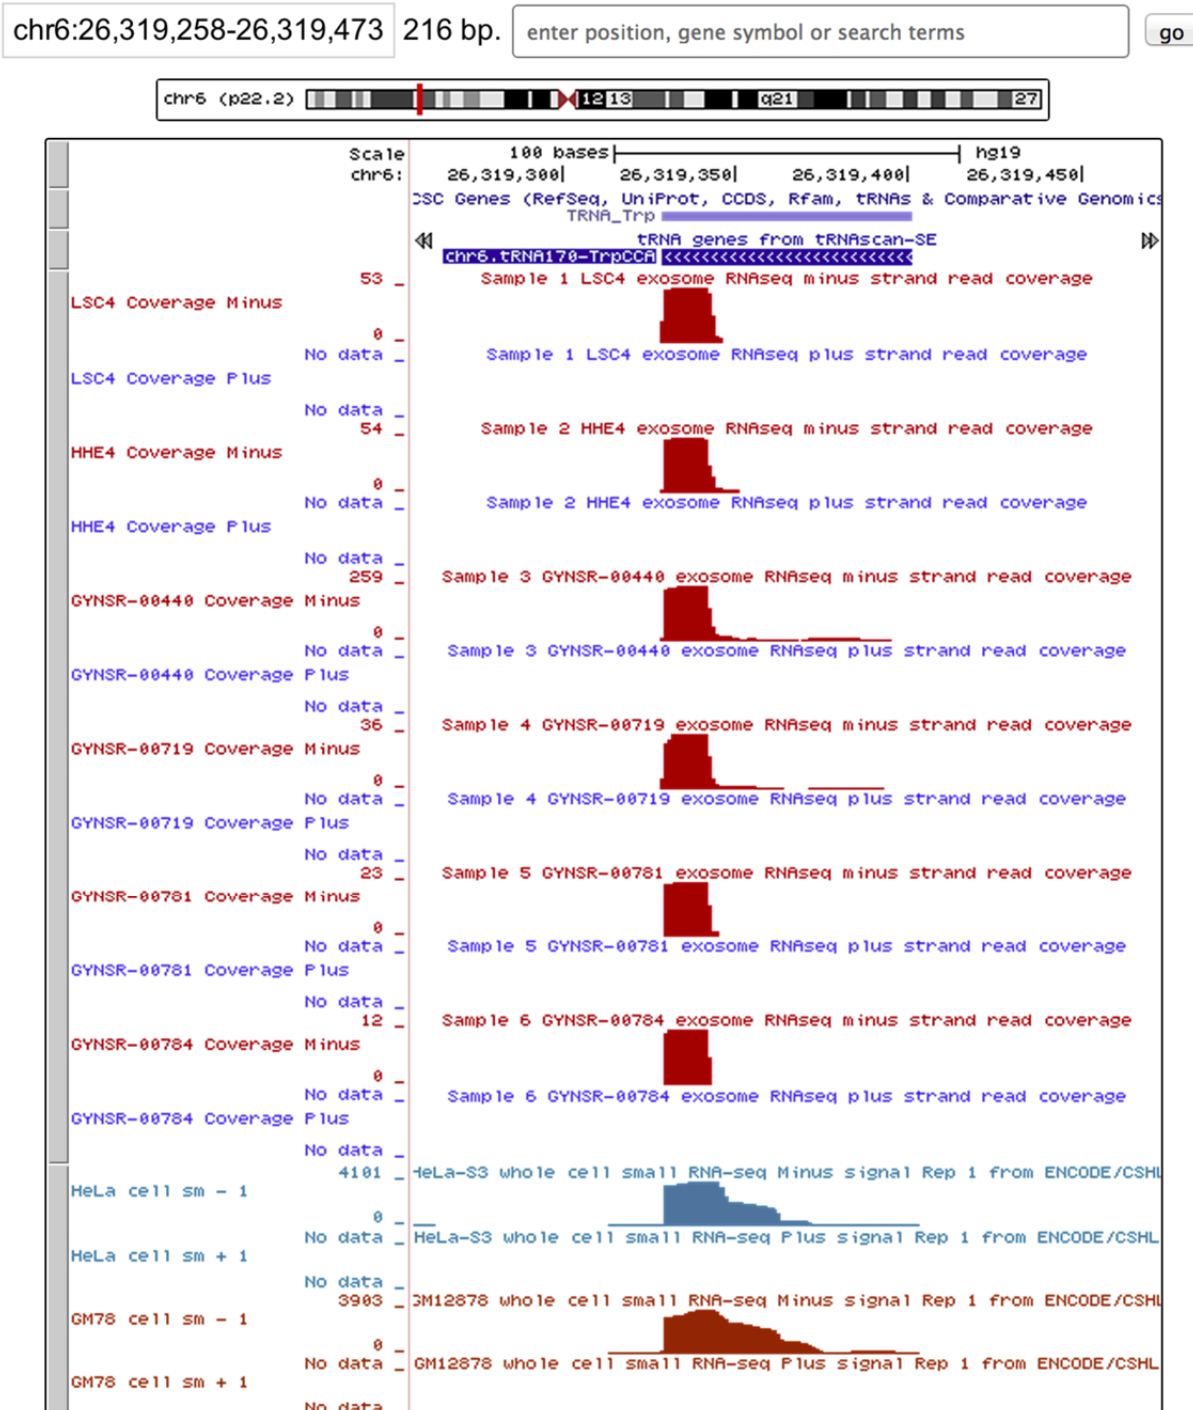 chr6:26,319,258-26,319,473 216 bp. enter position, gene symbol or search terms go
chr6 (p22.2) 12 13 q21 27
Scale 100 bases hg19
chr6: 26,319,300| 26,319,350| 26,319,400| 26,319,450|
CSC Genes (RefSeq, UniProt, CCDS, Rfam, tRNAs & Comparative Genomics
TRNA_Trp
tRNA genes from tRNAscan-SE
chr6.tRNA170-TrpCCA
53 _ Sample 1 LSC4 exosome RNAseq minus strand read coverage
LSC4 Coverage Minus
0 _
No data _ Sample 1 LSC4 exosome RNAseq plus strand read coverage
LSC4 Coverage Plus
No data _
54 _ Sample 2 HHE4 exosome RNAseq minus strand read coverage
HHE4 Coverage Minus
0 _
No data _ Sample 2 HHE4 exosome RNAseq plus strand read coverage
HHE4 Coverage Plus
No data _
259 _ Sample 3 GYNSR-00440 exosome RNAseq minus strand read coverage
GYNSR-00440 Coverage Minus
0 _
No data _ Sample 3 GYNSR-00440 exosome RNAseq plus strand read coverage
GYNSR-00440 Coverage Plus
No data _
36 _ Sample 4 GYNSR-00719 exosome RNAseq minus strand read coverage
GYNSR-00719 Coverage Minus
0 _
No data _ Sample 4 GYNSR-00719 exosome RNAseq plus strand read coverage
GYNSR-00719 Coverage Plus
No data _
23 _ Sample 5 GYNSR-00781 exosome RNAseq minus strand read coverage
GYNSR-00781 Coverage Minus
0 _
No data _ Sample 5 GYNSR-00781 exosome RNAseq plus strand read coverage
GYNSR-00781 Coverage Plus
No data _
12 _ Sample 6 GYNSR-00784 exosome RNAseq minus strand read coverage
GYNSR-00784 Coverage Minus
0 _
No data _ Sample 6 GYNSR-00784 exosome RNAseq plus strand read coverage
GYNSR-00784 Coverage Plus
No data _
4101 _ HeLa-S3 whole cell small RNA-seq Minus signal Rep 1 from ENCODE/CSHL
HeLa cell sm - 1
0 _
No data _ HeLa-S3 whole cell small RNA-seq Plus signal Rep 1 from ENCODE/CSHL
HeLa cell sm + 1
No data _
3903 _ GM12878 whole cell small RNA-seq Minus signal Rep 1 from ENCODE/CSHL
GM78 cell sm - 1
0 _
No data _ GM12878 whole cell small RNA-seq Plus signal Rep 1 from ENCODE/CSHL
GM78 cell sm + 1
No data